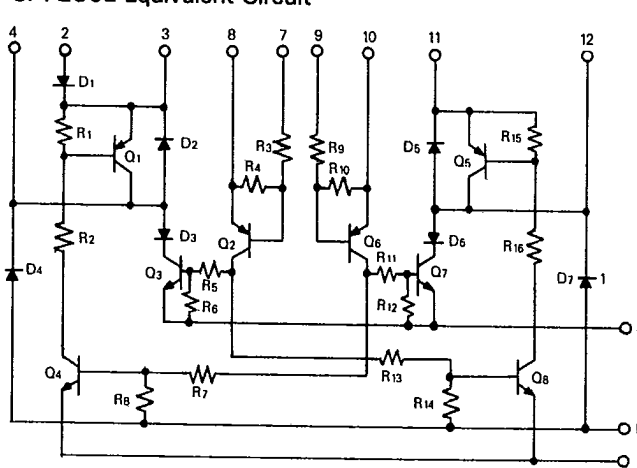 Equivalent Circuit
4 2 3 8 7 9 10 11 12
D1
R1
Q1
D2
R3
R4
R9
R10
D5
Q5
R15
R2
D3
Q2
Q6
R11
D6
R16
D4
Q3
R5
R6
Q7
R12
D7 1
Q4
R7
R8
R13
R14
Q8